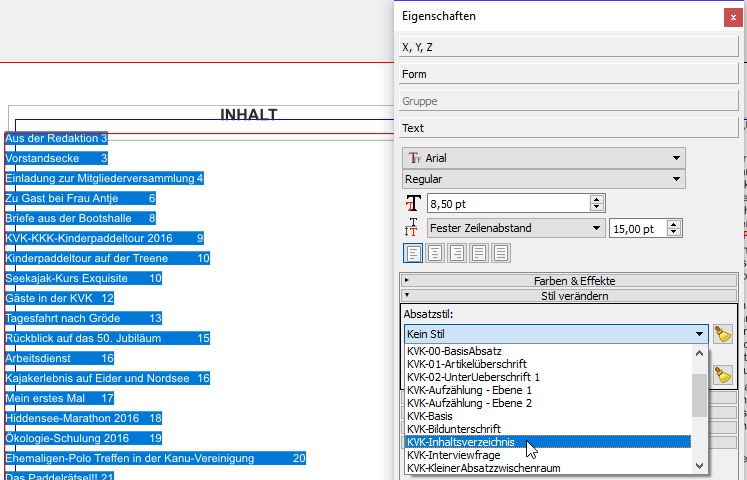 Eigenschaften
x
X, Y, Z
Form
Gruppe
Text
Arial
Regular
8,50 pt
Fester Zeilenabstand
15,00 pt
Farben & Effekte
Stil verändern
Absatzstil:
Kein Stil
KVK-00-BasisAbsatz
KVK-01-Artikelüberschrift
KVK-02-UnterUeberschrift 1
KVK-Aufzählung - Ebene 1
KVK-Aufzählung - Ebene 2
KVK-Basis
KVK-Bildunterschrift
KVK-Inhaltsverzeichnis
KVK-Interviewfrage
KVK-KleinerAbsatzzwischenraum
INHALT
Aus der Redaktion 3
Vorstandsecke 3
Einladung zur Mitgliederversammlung 4
Zu Gast bei Frau Antje 6
Briefe aus der Bootshalle 8
KVK-KKK-Kinderpaddeltour 2016 9
Kinderpaddeltour auf der Treene 10
Seekajak-Kurs Exquisite 10
Gäste in der KVK 12
Tagesfahrt nach Gröde 13
Rückblick auf das 50. Jubiläum 15
Arbeitsdienst 16
Kajakerlebnis auf Eider und Nordsee 16
Mein erstes Mal 17
Hiddensee-Marathon 2016 18
Ökologie-Schulung 2016 19
Ehemaligen-Polo Treffen in der Kanu-Vereinigung 20
Das Paddelrätsel!! 21